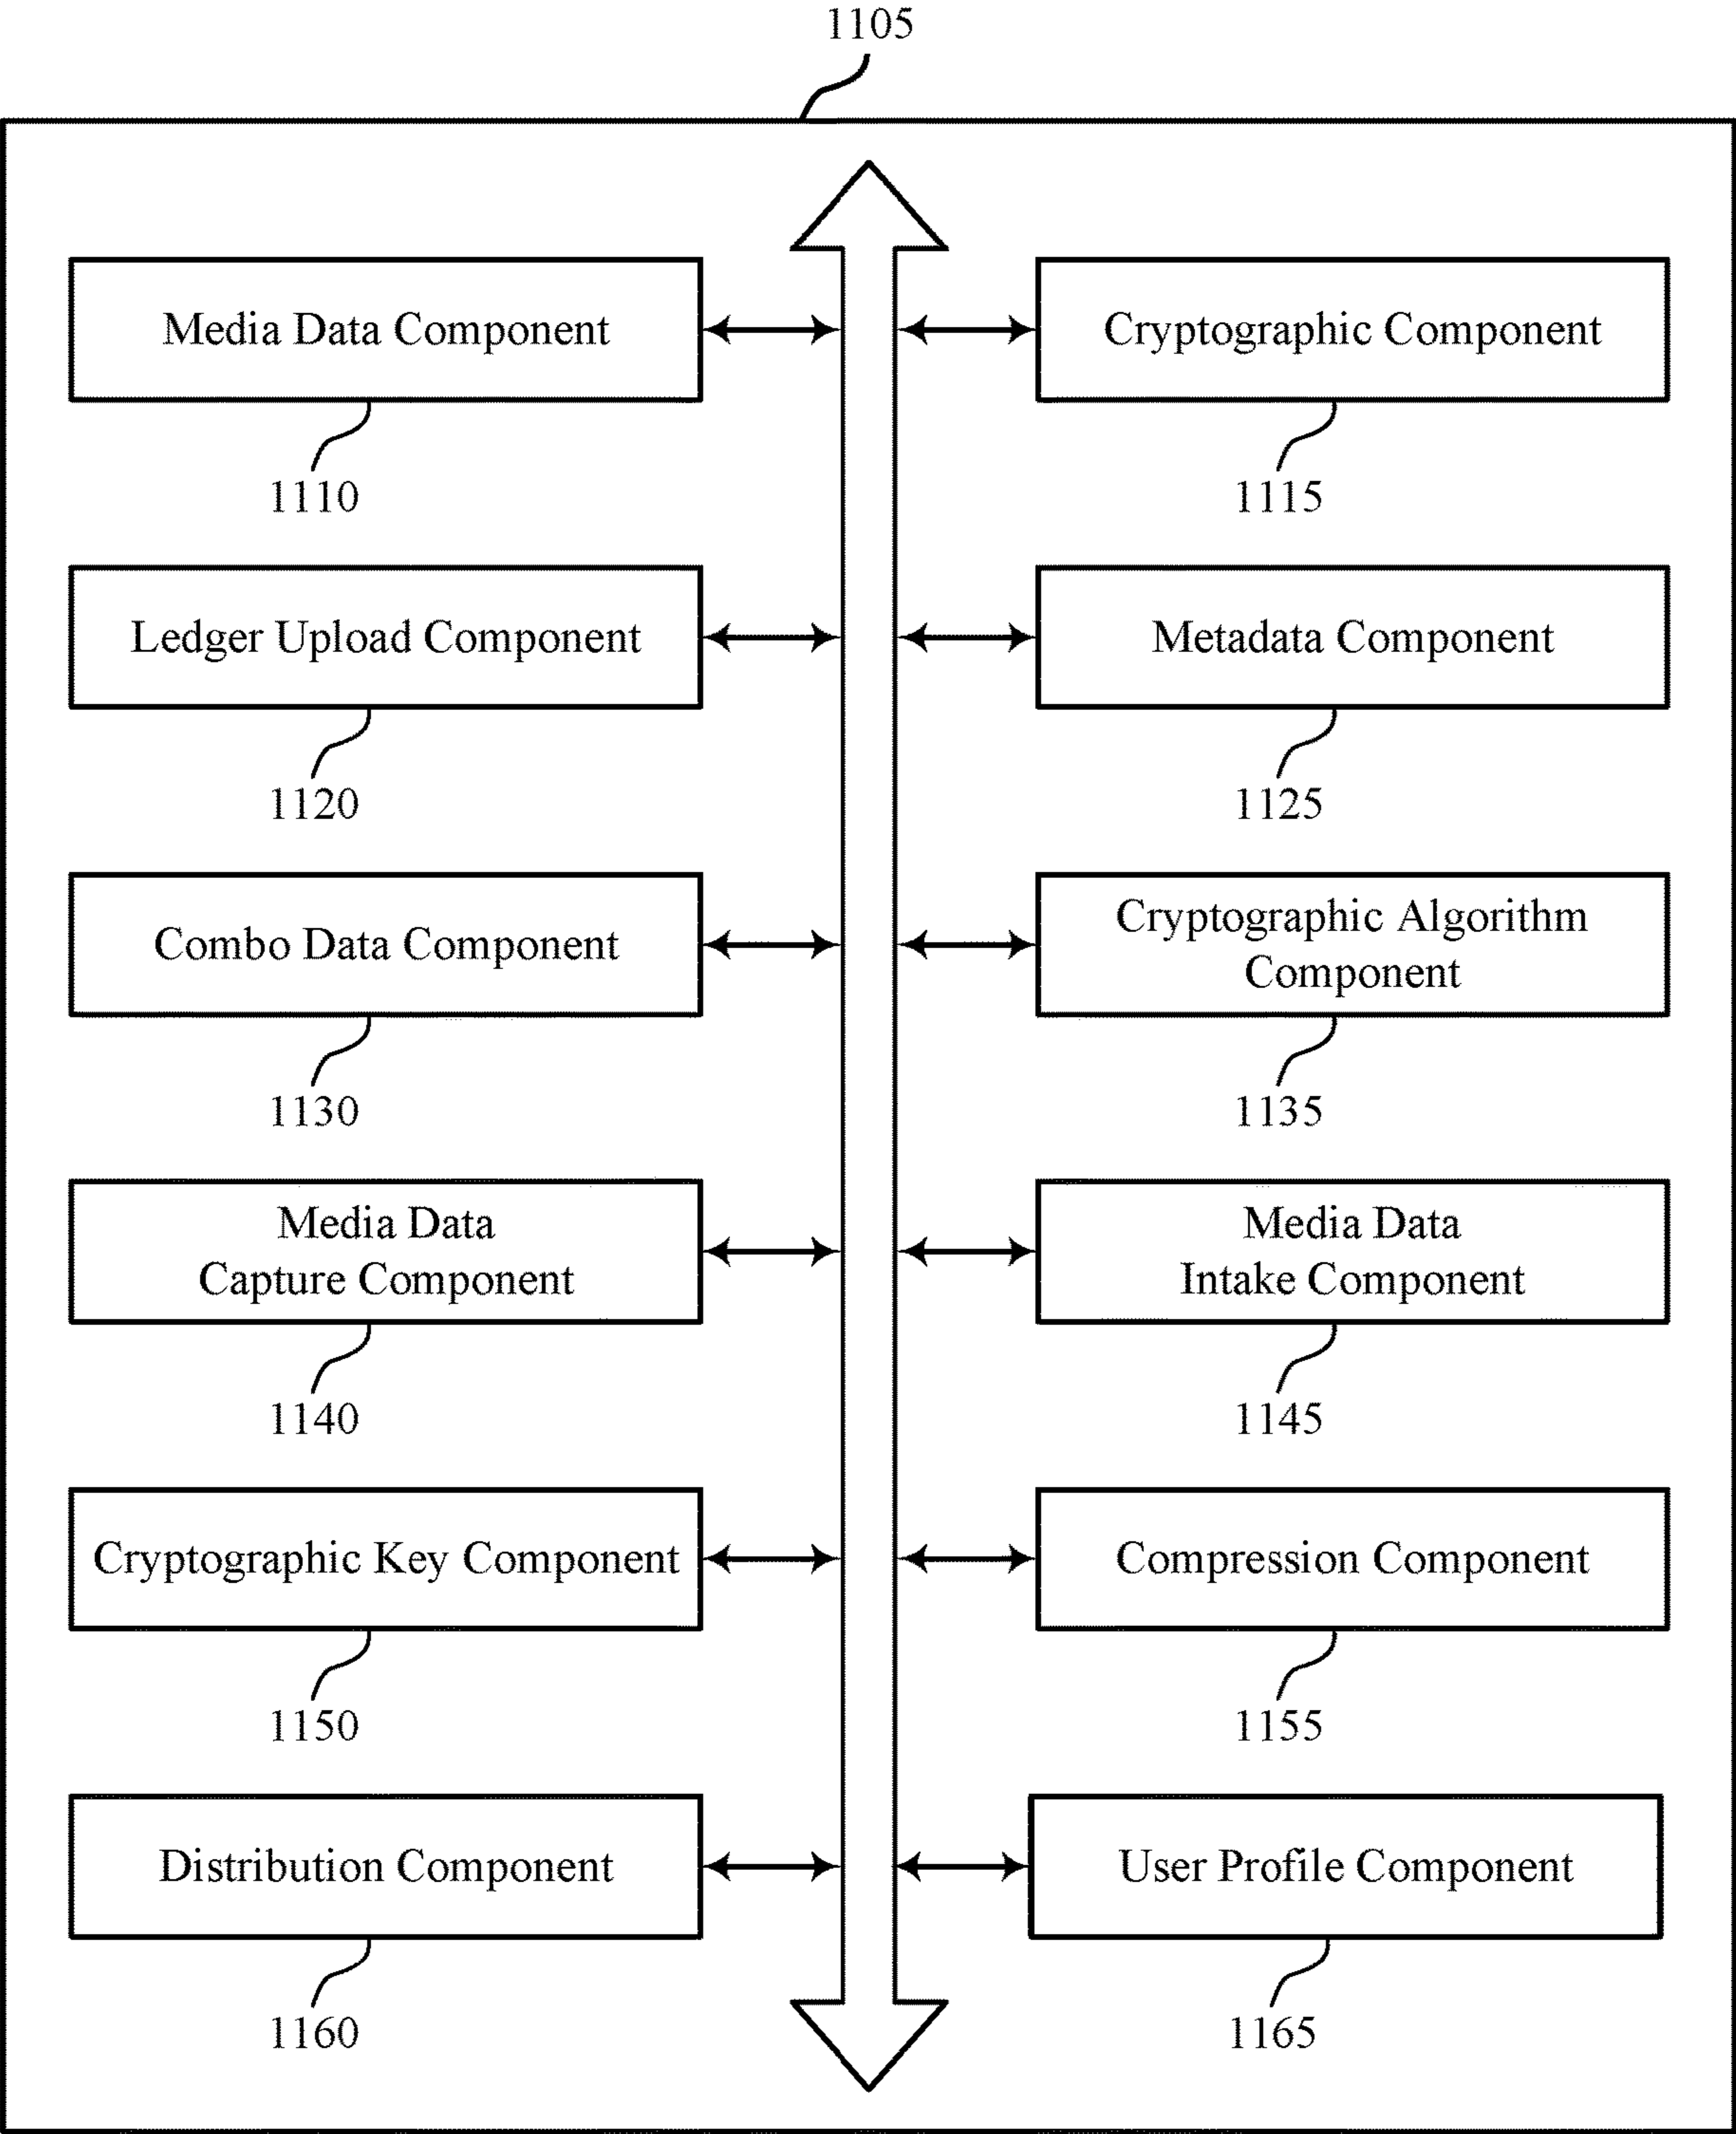 1105
Media Data Component
Cryptographic Component
1110
1115
Ledger Upload Component
Metadata Component
1120
1125
Combo Data Component
Cryptographic Algorithm
Component
1130
1135
Media Data
Capture Component
Media Data
Intake Component
1140
1145
Cryptographic Key Component
Compression Component
1150
1155
Distribution Component
User Profile Component
1160
1165